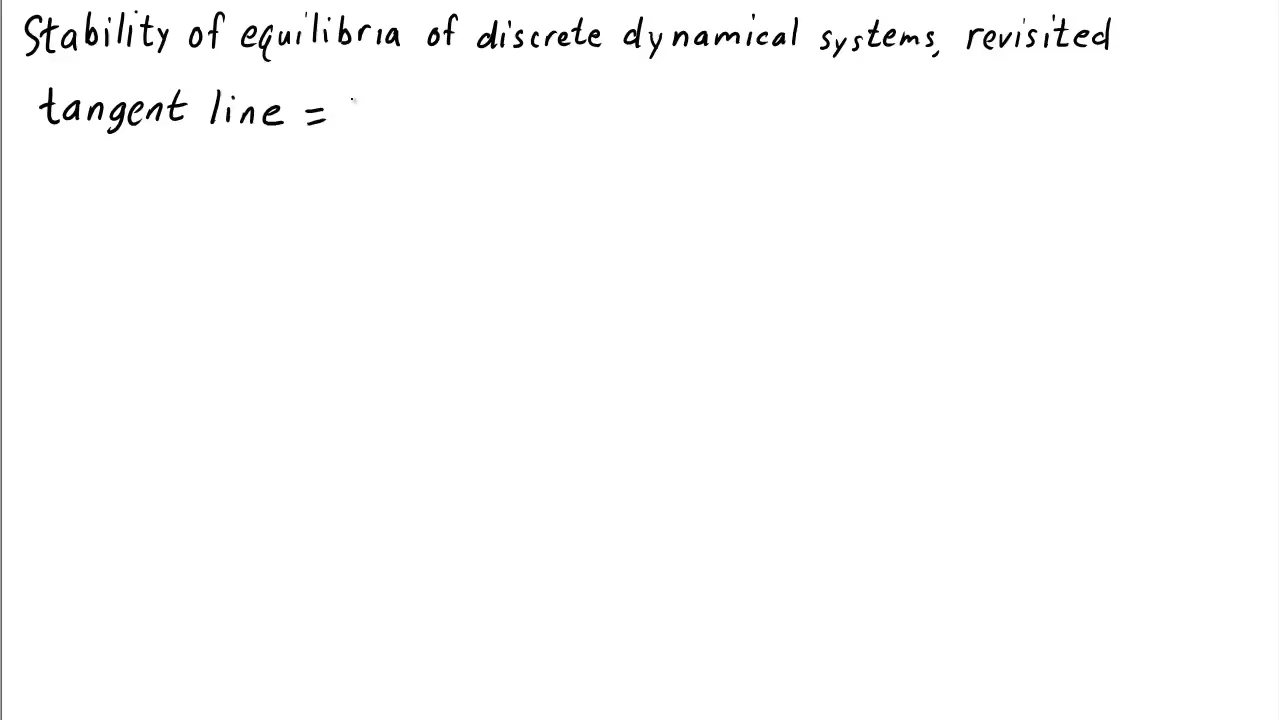 Stability of equilibria of discrete dynamical systems, revisited
tangent line =